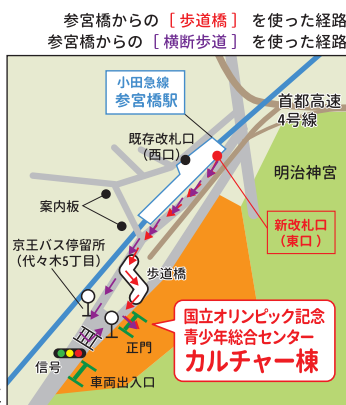 参宮橋からの［歩道橋］を使った経路
参宮橋からの［横断歩道］を使った経路
小田急線
参宮橋駅
首都高速
4号線
既存改札口
（西口）
明治神宮
案内板
新改札口
（東口）
京王バス停留所
（代々木5丁目）
歩道橋
国立オリンピック記念
青少年総合センター
カルチャー棟
正門
信号
車両出入口